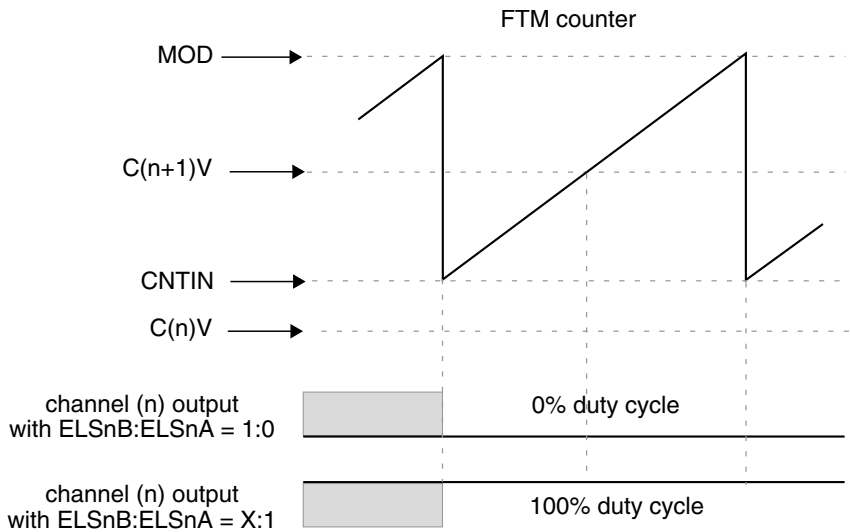 FTM counter
MOD
C(n+1)V
CNTIN
C(n)V
channel (n) output
with ELSnB:ELSnA = 1:0
0% duty cycle
channel (n) output
with ELSnB:ELSnA = X:1
100% duty cycle